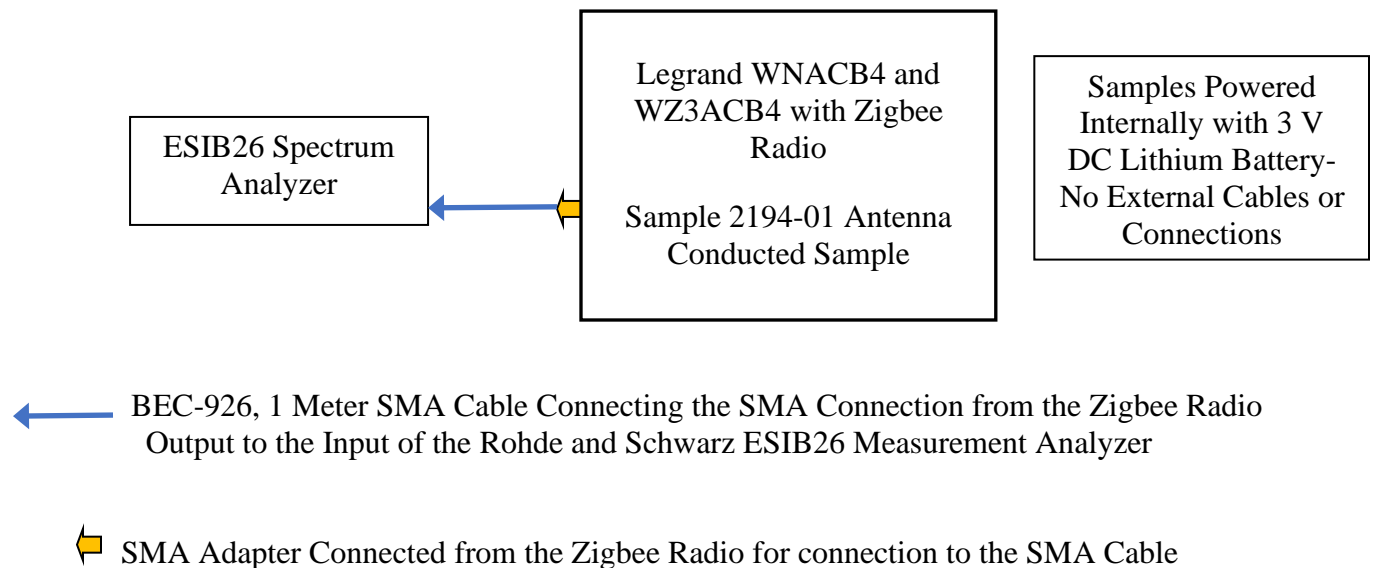 ESIB26 Spectrum
Analyzer
Legrand WNACB4 and
WZ3ACB4 with Zigbee
Radio
Sample 2194-01 Antenna
Conducted Sample
Samples Powered
Internally with 3 V
DC Lithium Battery-
No External Cables or
Connections
BEC-926, 1 Meter SMA Cable Connecting the SMA Connection from the Zigbee Radio
Output to the Input of the Rohde and Schwarz ESIB26 Measurement Analyzer
SMA Adapter Connected from the Zigbee Radio for connection to the SMA Cable